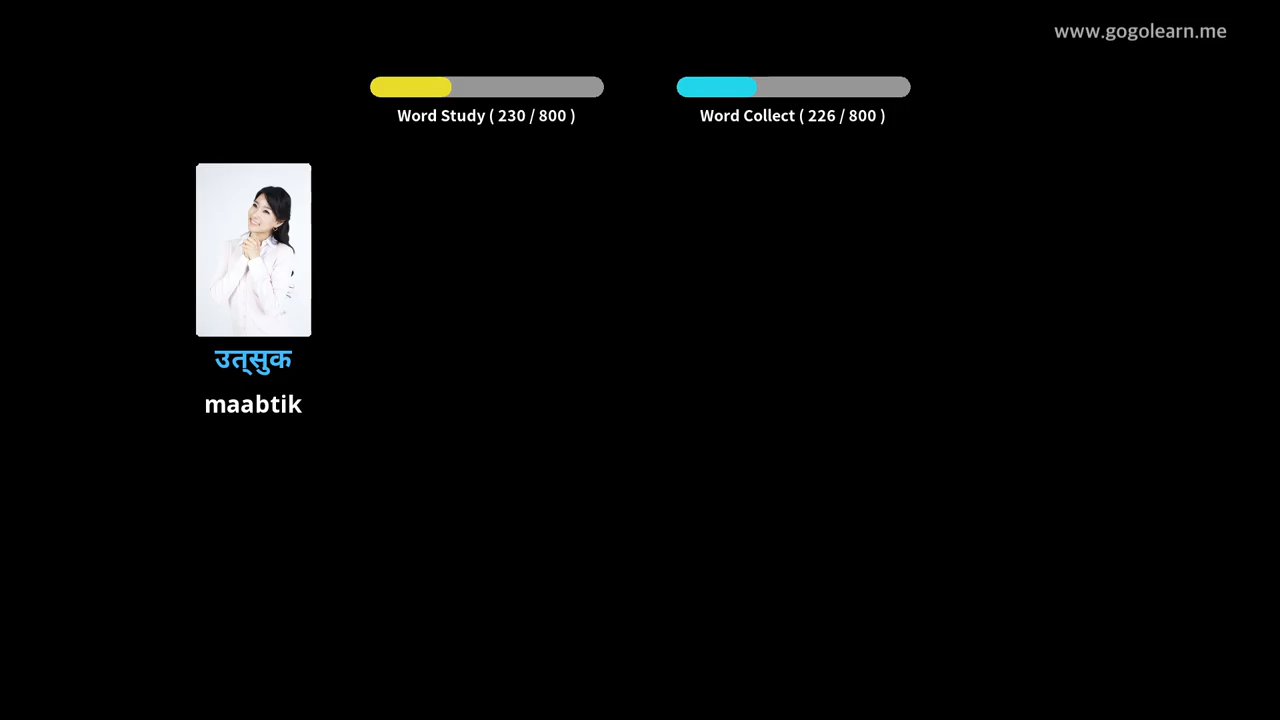 www.gogolearn.me
Word Study ( 230 / 800 )
Word Collect ( 226 / 800 )
उत्सुक
maabtik